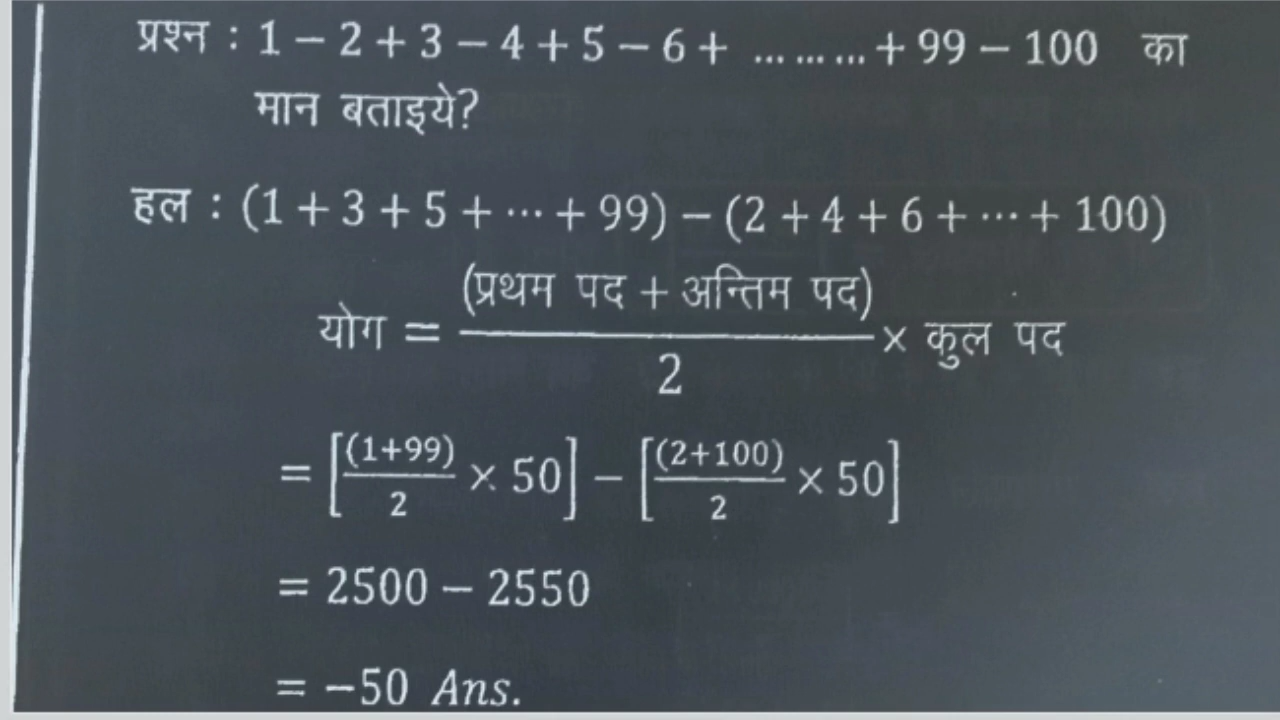 प्रश्न : 1 − 2 + 3 − 4 + 5 − 6 + ... ... ... + 99 − 100 का
मान बताइये?
हल : (1 + 3 + 5 + ⋯ + 99) − (2 + 4 + 6 + ⋯ + 100)
योग = (प्रथम पद + अन्तिम पद)/2 × कुल पद
= [(1+99)/2 × 50] − [(2+100)/2 × 50]
= 2500 − 2550
= −50 Ans.